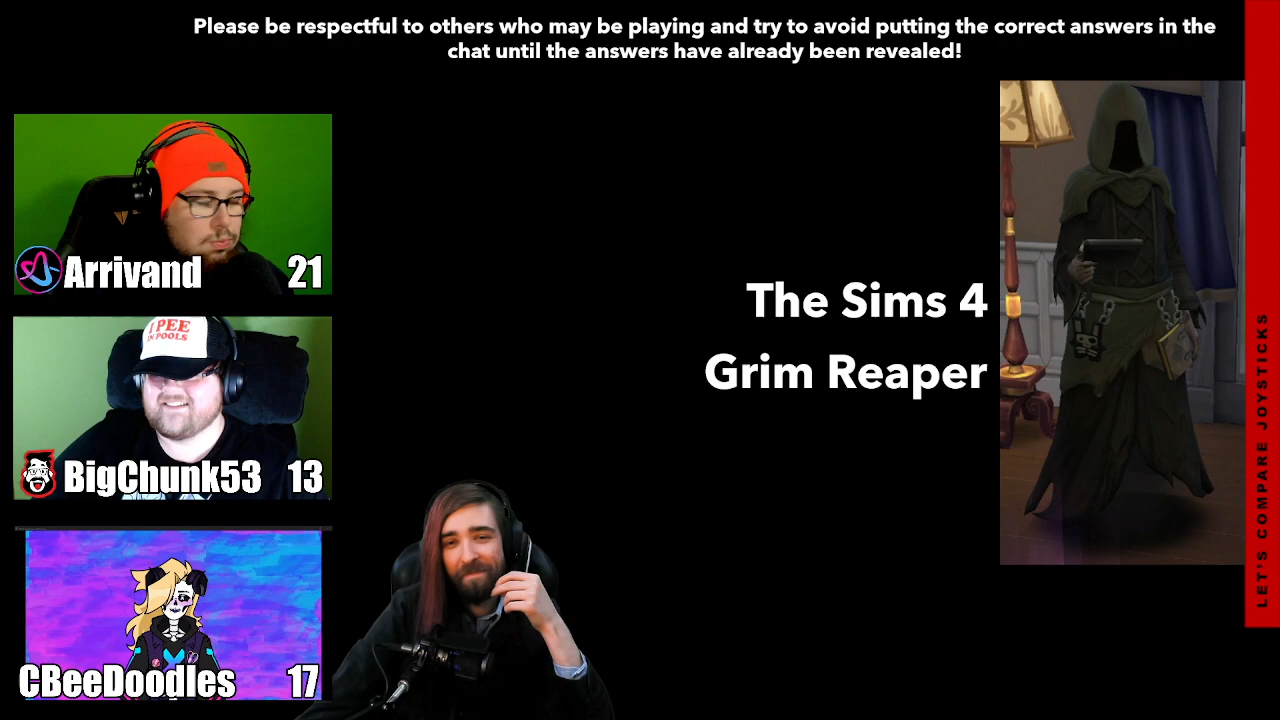 Please be respectful to others who may be playing and try to avoid putting the correct answers in the
chat until the answers have already been revealed!
Arrivand 21
I PEE
IN POOLS
BigChunk53 13
CBeeDoodles 17
The Sims 4
Grim Reaper
LET'S COMPARE JOYSTICKS